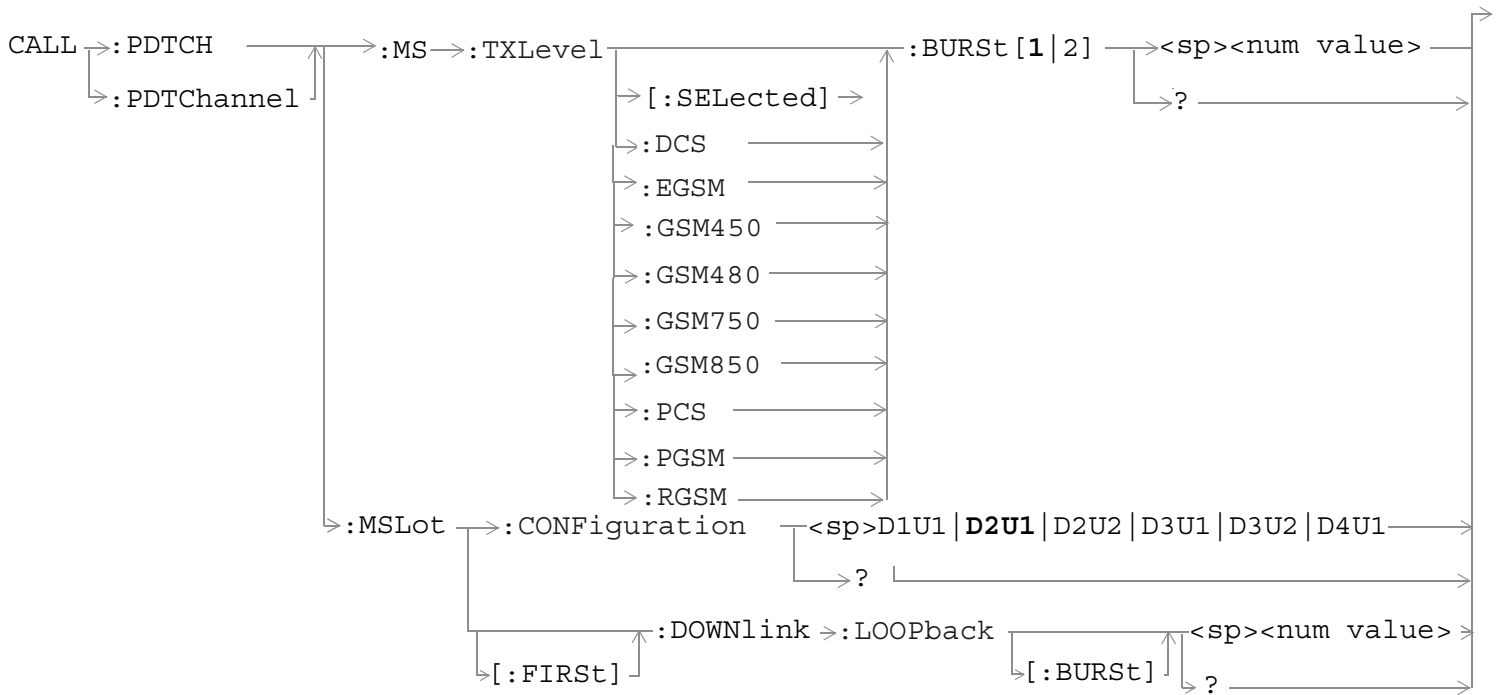 CALL :PDTCH :MS :TXLevel :BURSt[1|2] <sp><num value>
:PDTChannel [:SELected] ?
:DCS
:EGSM
:GSM450
:GSM480
:GSM750
:GSM850
:PCS
:PGSM
:RGSM
:MSLot :CONFiguration <sp>D1U1|D2U1|D2U2|D3U1|D3U2|D4U1
?
:DOWNlink :LOOPback <sp><num value>
[:FIRSt] [:BURSt] ?